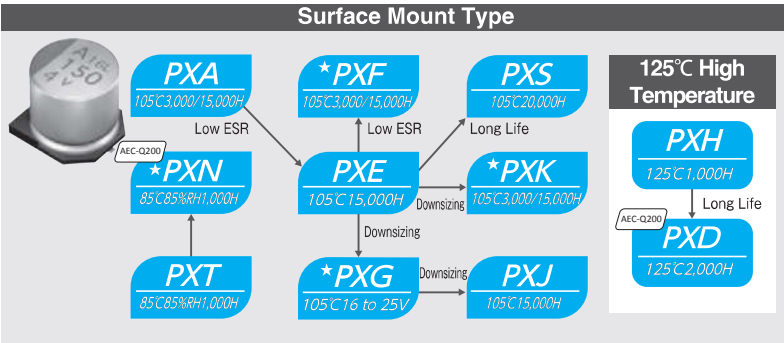 Surface Mount Type
A16L
150
4V
PXA
105℃3,000/15,000H
★PXF
105℃3,000/15,000H
PXS
105℃20,000H
125℃ High
Temperature
Low ESR
Low ESR
Long Life
AEC-Q200
★PXN
85℃85%RH1,000H
PXE
105℃15,000H
★PXK
105℃3,000/15,000H
PXH
125℃1,000H
Downsizing
Long Life
Downsizing
AEC-Q200
PXD
125℃2,000H
PXT
85℃85%RH1,000H
★PXG
105℃16 to 25V
Downsizing
PXJ
105℃15,000H